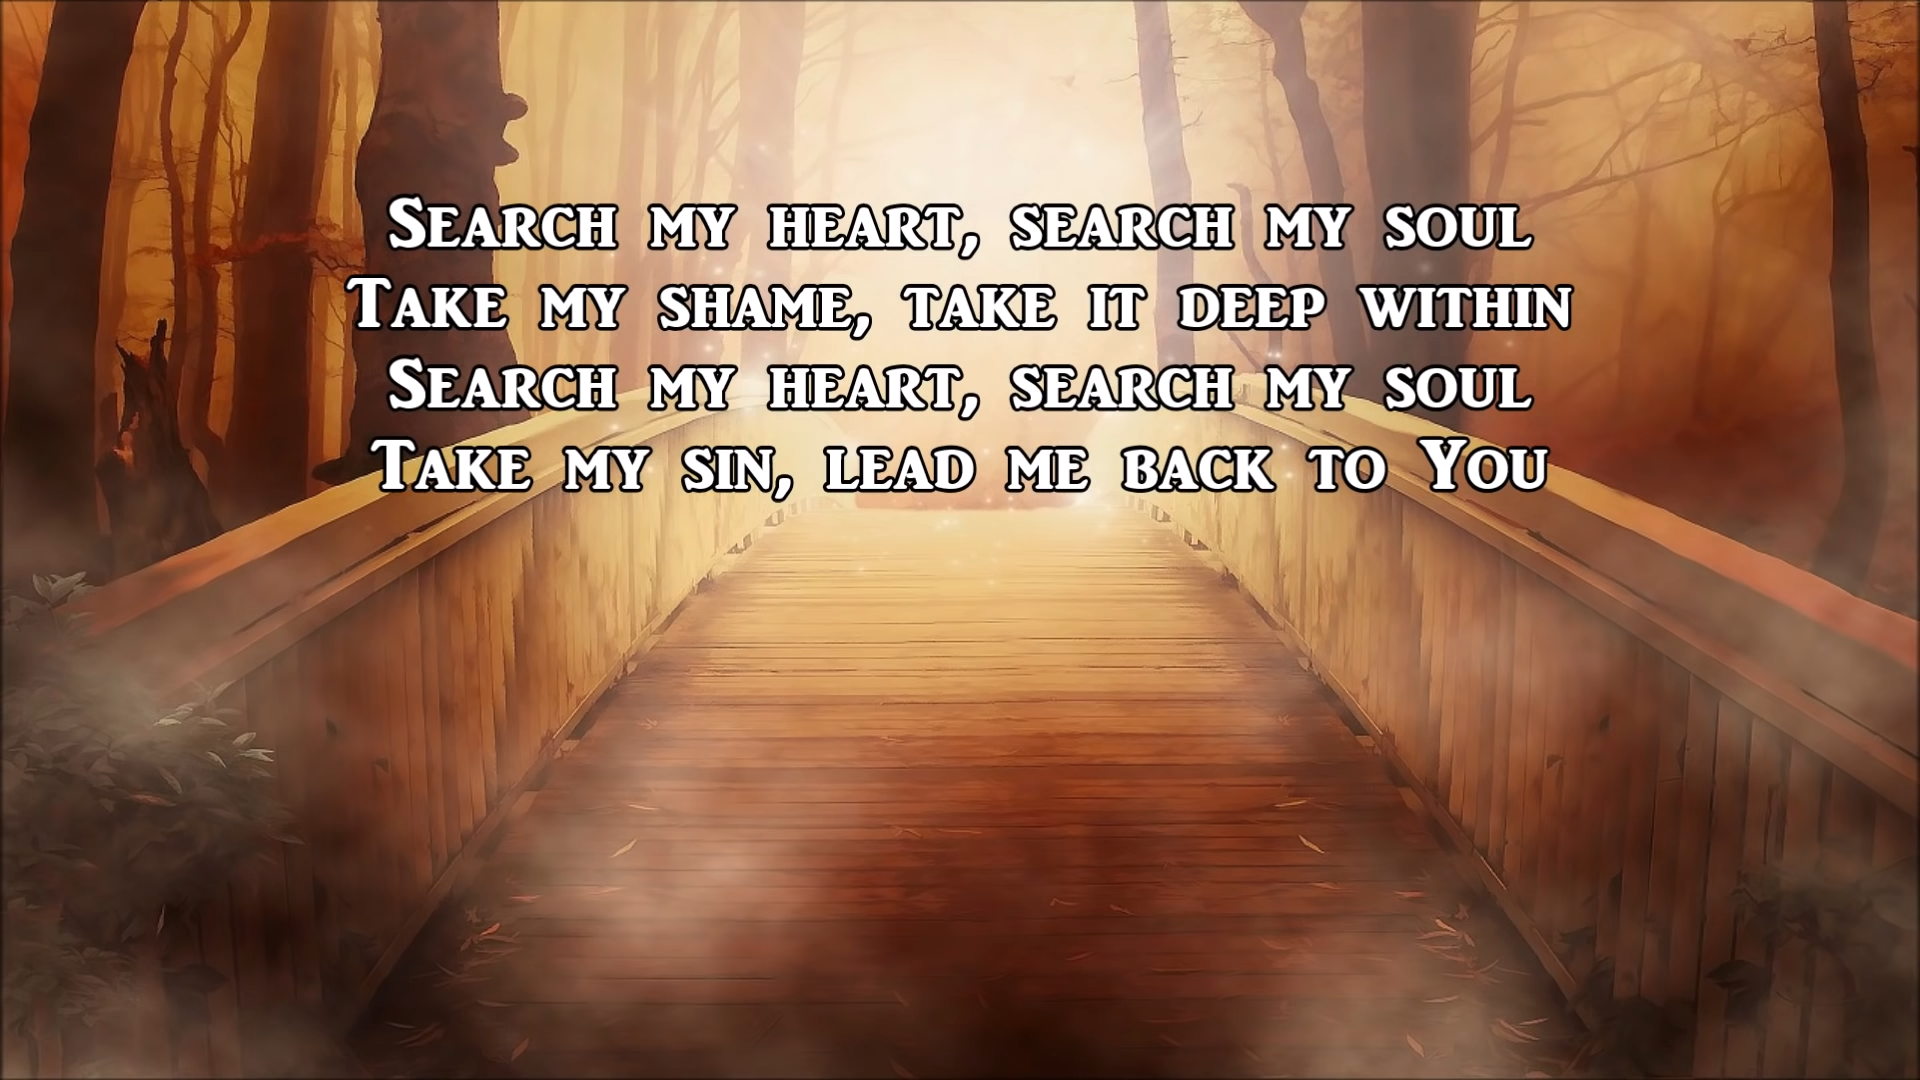 Search my heart, search my soul
Take my shame, take it deep within
Search my heart, search my soul
Take my sin, lead me back to You